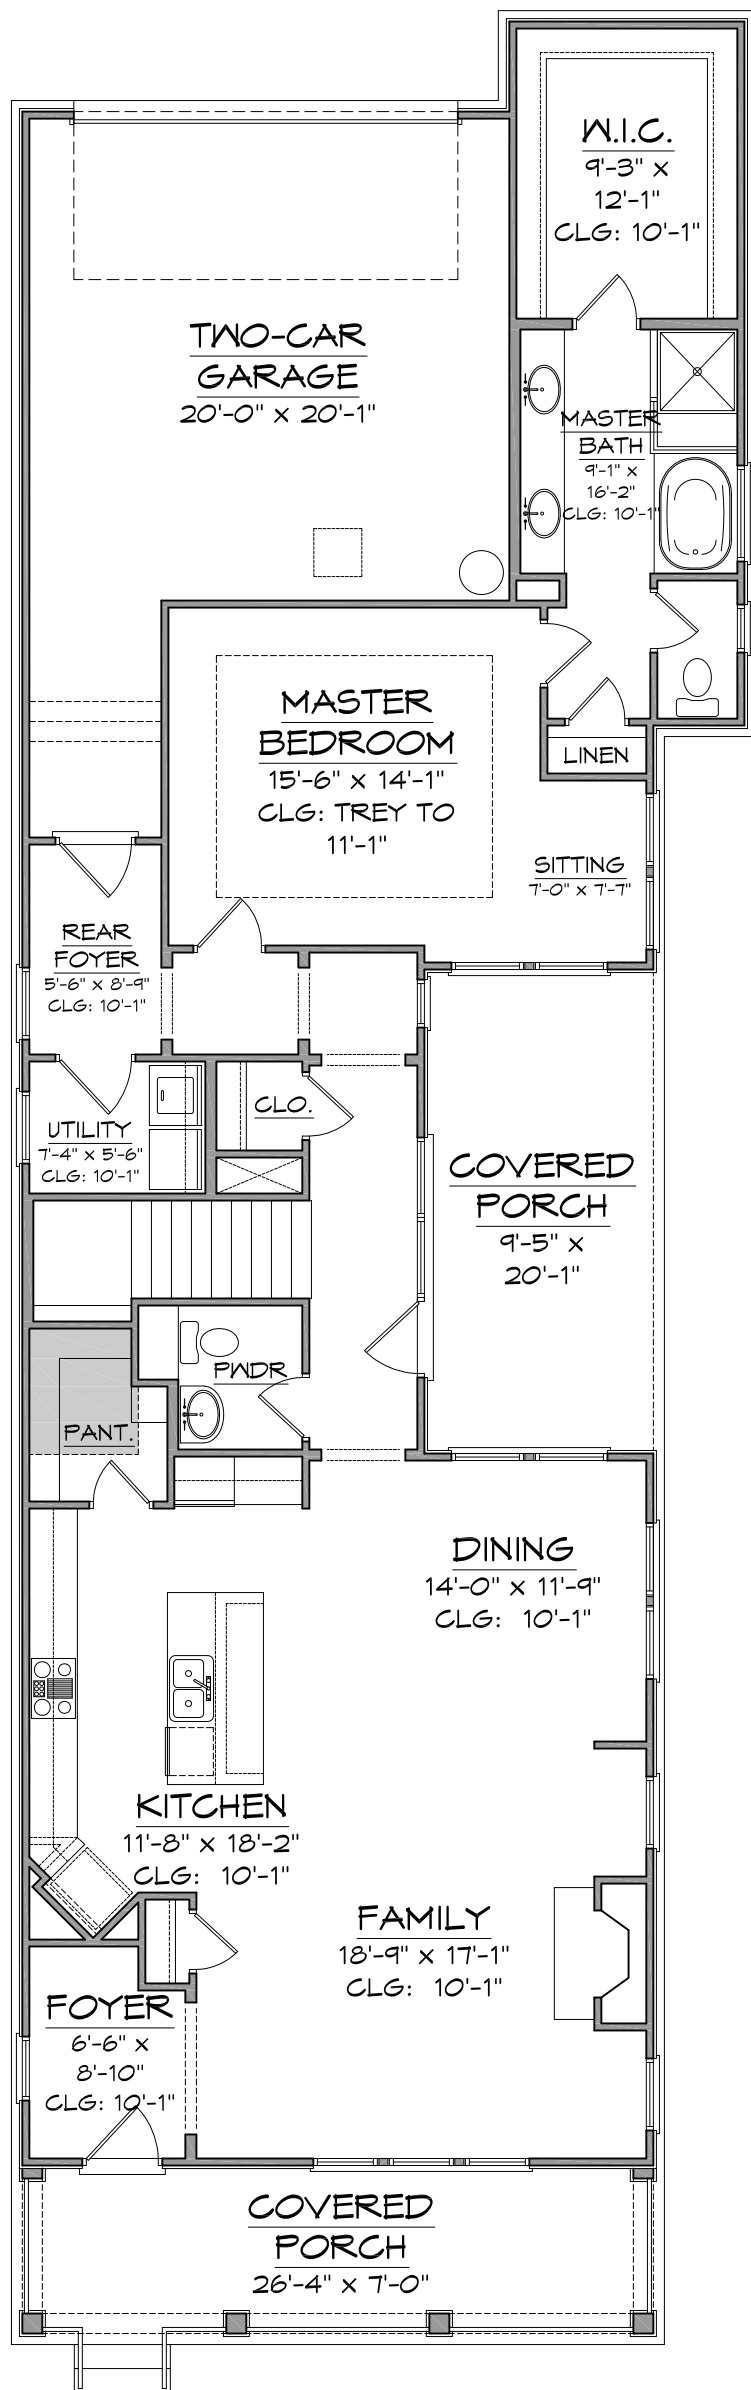 W.I.C.
9'-3" x
12'-1"
CLG: 10'-1"
TWO-CAR
GARAGE
20'-0" x 20'-1"
MASTER
BATH
9'-1" x
16'-2"
CLG: 10'-1"
MASTER
BEDROOM
15'-6" x 14'-1"
CLG: TREY TO
11'-1"
LINEN
SITTING
7'-0" x 7'-7"
REAR
FOYER
5'-6" x 8'-9"
CLG: 10'-1"
CLO.
UTILITY
7'-4" x 5'-6"
CLG: 10'-1"
COVERED
PORCH
9'-5" x
20'-1"
PWDR
PANT.
DINING
14'-0" x 11'-9"
CLG: 10'-1"
KITCHEN
11'-8" x 18'-2"
CLG: 10'-1"
FAMILY
18'-9" x 17'-1"
CLG: 10'-1"
FOYER
6'-6" x
8'-10"
CLG: 10'-1"
COVERED
PORCH
26'-4" x 7'-0"